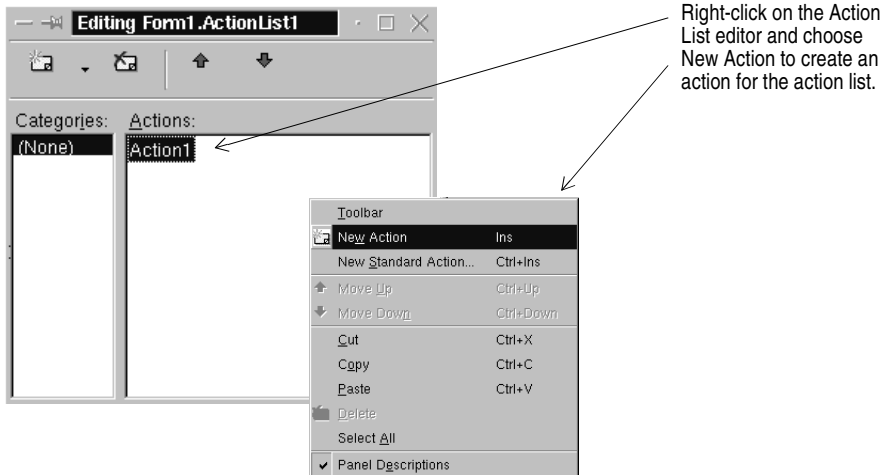 Editing Form1.ActionList1
Right-click on the Action
List editor and choose
New Action to create an
action for the action list.
Categories: Actions:
(None) Action1
Toolbar
New Action Ins
New Standard Action... Ctrl+Ins
Move Up Ctrl+Up
Move Down Ctrl+Down
Cut Ctrl+X
Copy Ctrl+C
Paste Ctrl+V
Delete
Select All
Panel Descriptions